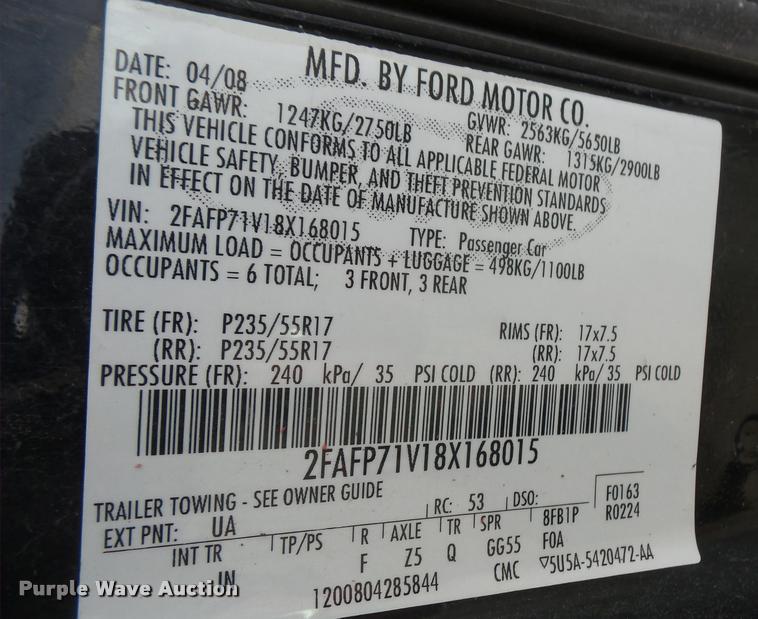 MFD. BY FORD MOTOR CO.
DATE: 04/08 GVWR: 2563KG/5650LB
FRONT GAWR: 1247KG/2750LB REAR GAWR: 1315KG/2900LB
THIS VEHICLE CONFORMS TO ALL APPLICABLE FEDERAL MOTOR
VEHICLE SAFETY, BUMPER, AND THEFT PREVENTION STANDARDS
IN EFFECT ON THE DATE OF MANUFACTURE SHOWN ABOVE.
VIN: 2FAFP71V18X168015 TYPE: Passenger Car
MAXIMUM LOAD = OCCUPANTS + LUGGAGE = 498KG/1100LB
OCCUPANTS = 6 TOTAL; 3 FRONT, 3 REAR
TIRE (FR): P235/55R17 RIMS (FR): 17x7.5
(RR): P235/55R17 (RR): 17x7.5
PRESSURE (FR): 240 kPa/ 35 PSI COLD (RR): 240 kPa/ 35 PSI COLD
2FAFP71V18X168015
TRAILER TOWING - SEE OWNER GUIDE
EXT PNT: UA RC: 53 DSO: F0163
INT TR TP/PS R AXLE TR SPR 8FB1P R0224
IN F Z5 Q GG55 F0A
1200804285844 CMC ▽5U5A-5420472-AA
Purple Wave Auction